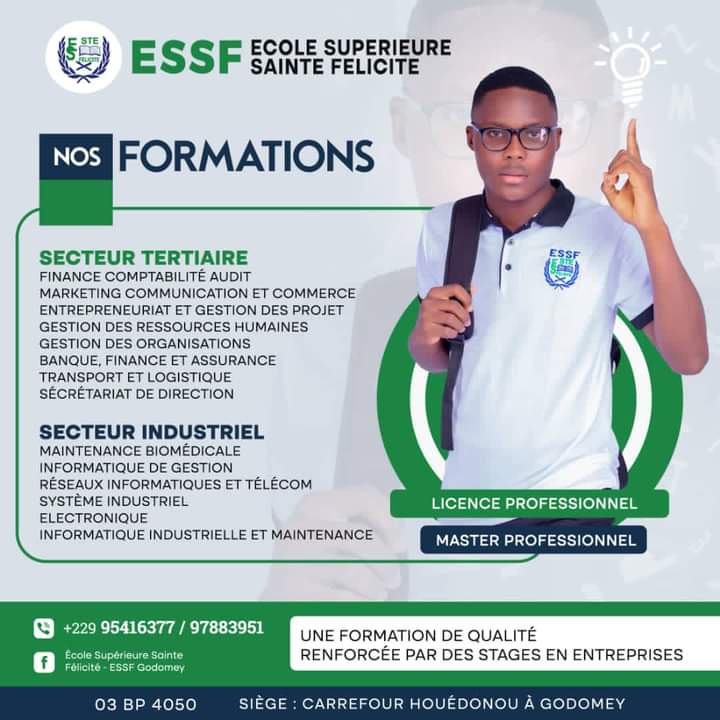 STE
FELICITE
ESSF ECOLE SUPERIEURE
SAINTE FELICITE
NOS FORMATIONS
SECTEUR TERTIAIRE
FINANCE COMPTABILITÉ AUDIT
MARKETING COMMUNICATION ET COMMERCE
ENTREPRENEURIAT ET GESTION DES PROJET
GESTION DES RESSOURCES HUMAINES
GESTION DES ORGANISATIONS
BANQUE, FINANCE ET ASSURANCE
TRANSPORT ET LOGISTIQUE
SÉCRÉTARIAT DE DIRECTION
SECTEUR INDUSTRIEL
MAINTENANCE BIOMÉDICALE
INFORMATIQUE DE GESTION
RÉSEAUX INFORMATIQUES ET TÉLÉCOM
SYSTÈME INDUSTRIEL
ELECTRONIQUE
INFORMATIQUE INDUSTRIELLE ET MAINTENANCE
ESSF
STE
LICENCE PROFESSIONNEL
MASTER PROFESSIONNEL
+229 95416377 / 97883951
École Supérieure Sainte
Félicité - ESSF Godomey
UNE FORMATION DE QUALITÉ
RENFORCÉE PAR DES STAGES EN ENTREPRISES
03 BP 4050
SIÈGE : CARREFOUR HOUÉDONOU À GODOMEY